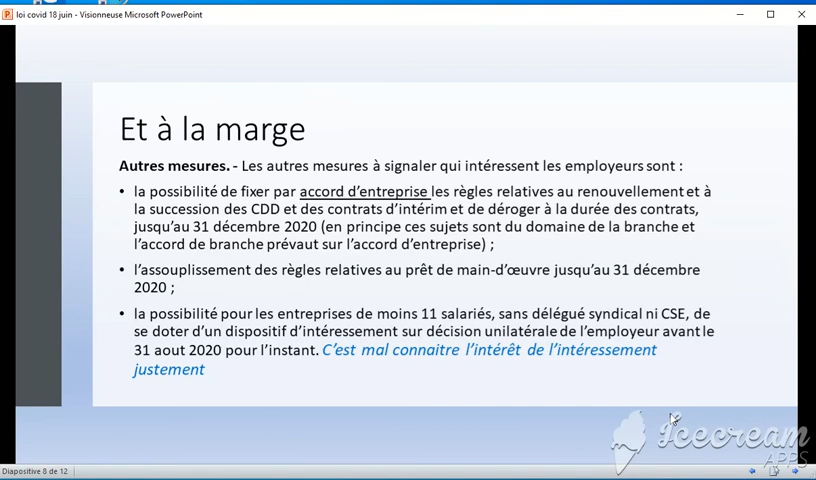 loi covid 18 juin - Visionneuse Microsoft PowerPoint
Et à la marge
Autres mesures. - Les autres mesures à signaler qui intéressent les employeurs sont :
• la possibilité de fixer par accord d'entreprise les règles relatives au renouvellement et à
la succession des CDD et des contrats d'intérim et de déroger à la durée des contrats,
jusqu'au 31 décembre 2020 (en principe ces sujets sont du domaine de la branche et
l'accord de branche prévaut sur l'accord d'entreprise) ;
• l'assouplissement des règles relatives au prêt de main-d'œuvre jusqu'au 31 décembre
2020 ;
• la possibilité pour les entreprises de moins 11 salariés, sans délégué syndical ni CSE, de
se doter d'un dispositif d'intéressement sur décision unilatérale de l'employeur avant le
31 aout 2020 pour l'instant. C'est mal connaitre l'intérêt de l'intéressement
justement
Icecream
APPS
Diapositive 8 de 12